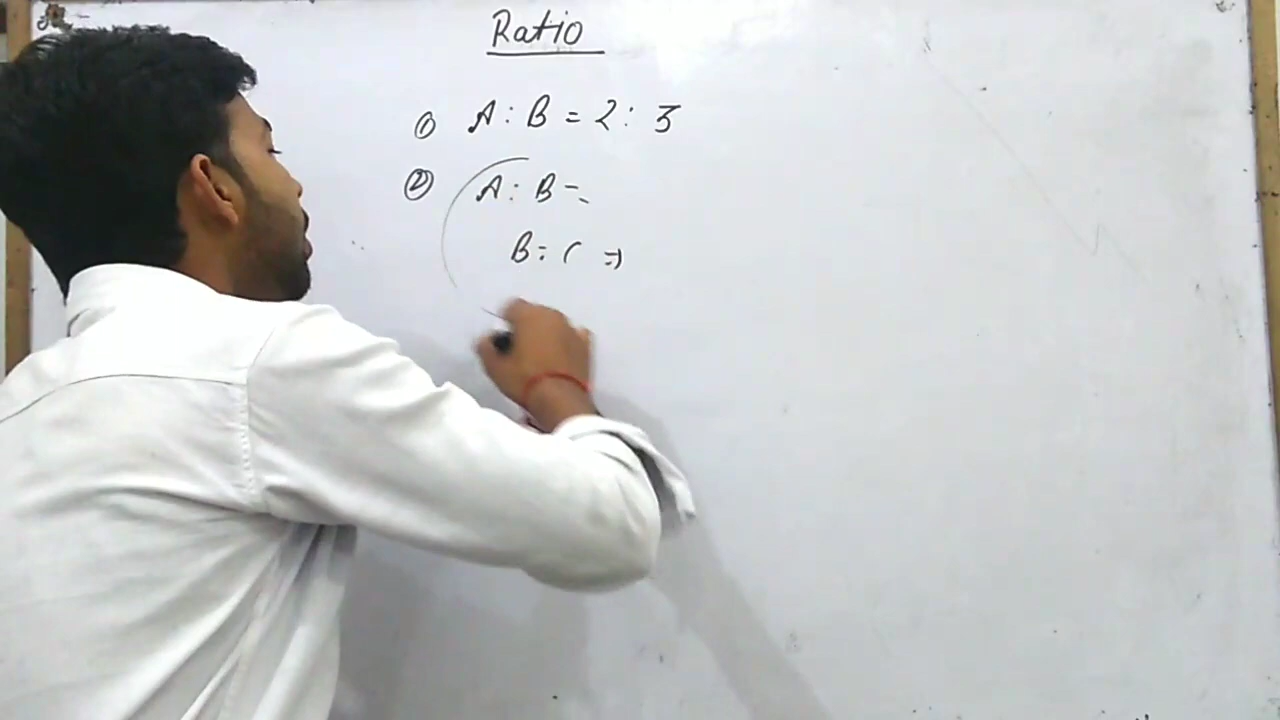 Ratio
① A : B = 2 : 3
② A : B =
B : C =>